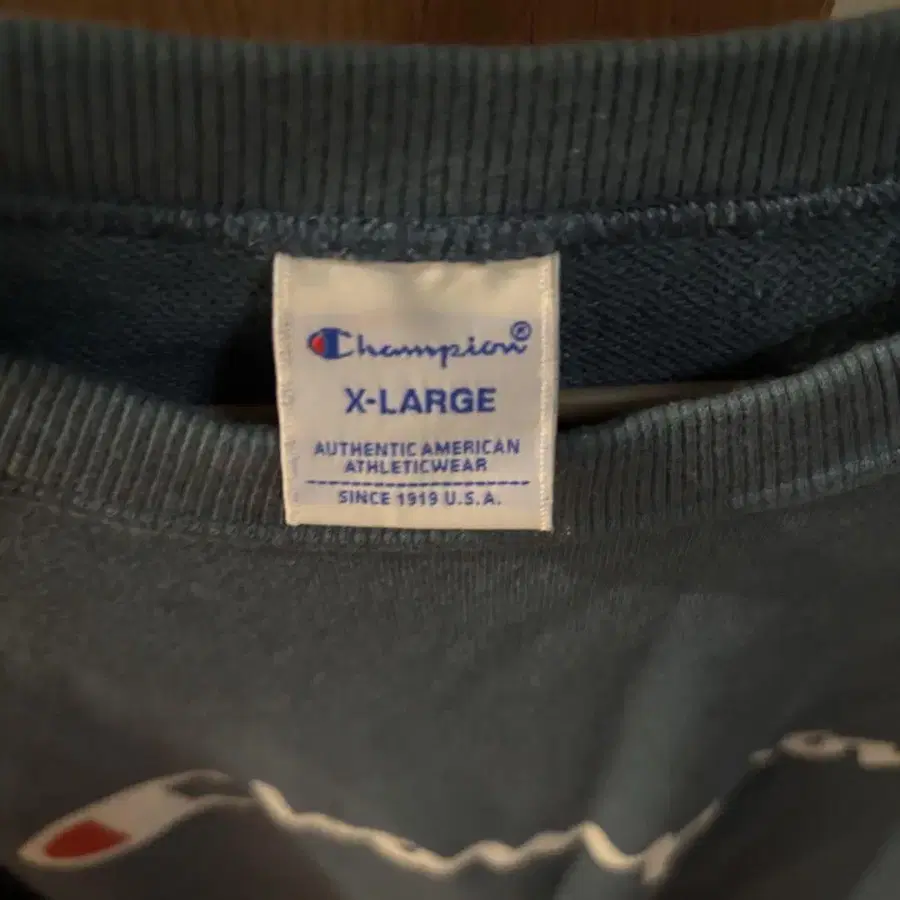 Champion®
X-LARGE
AUTHENTIC AMERICAN
ATHLETICWEAR
SINCE 1919 U.S.A.